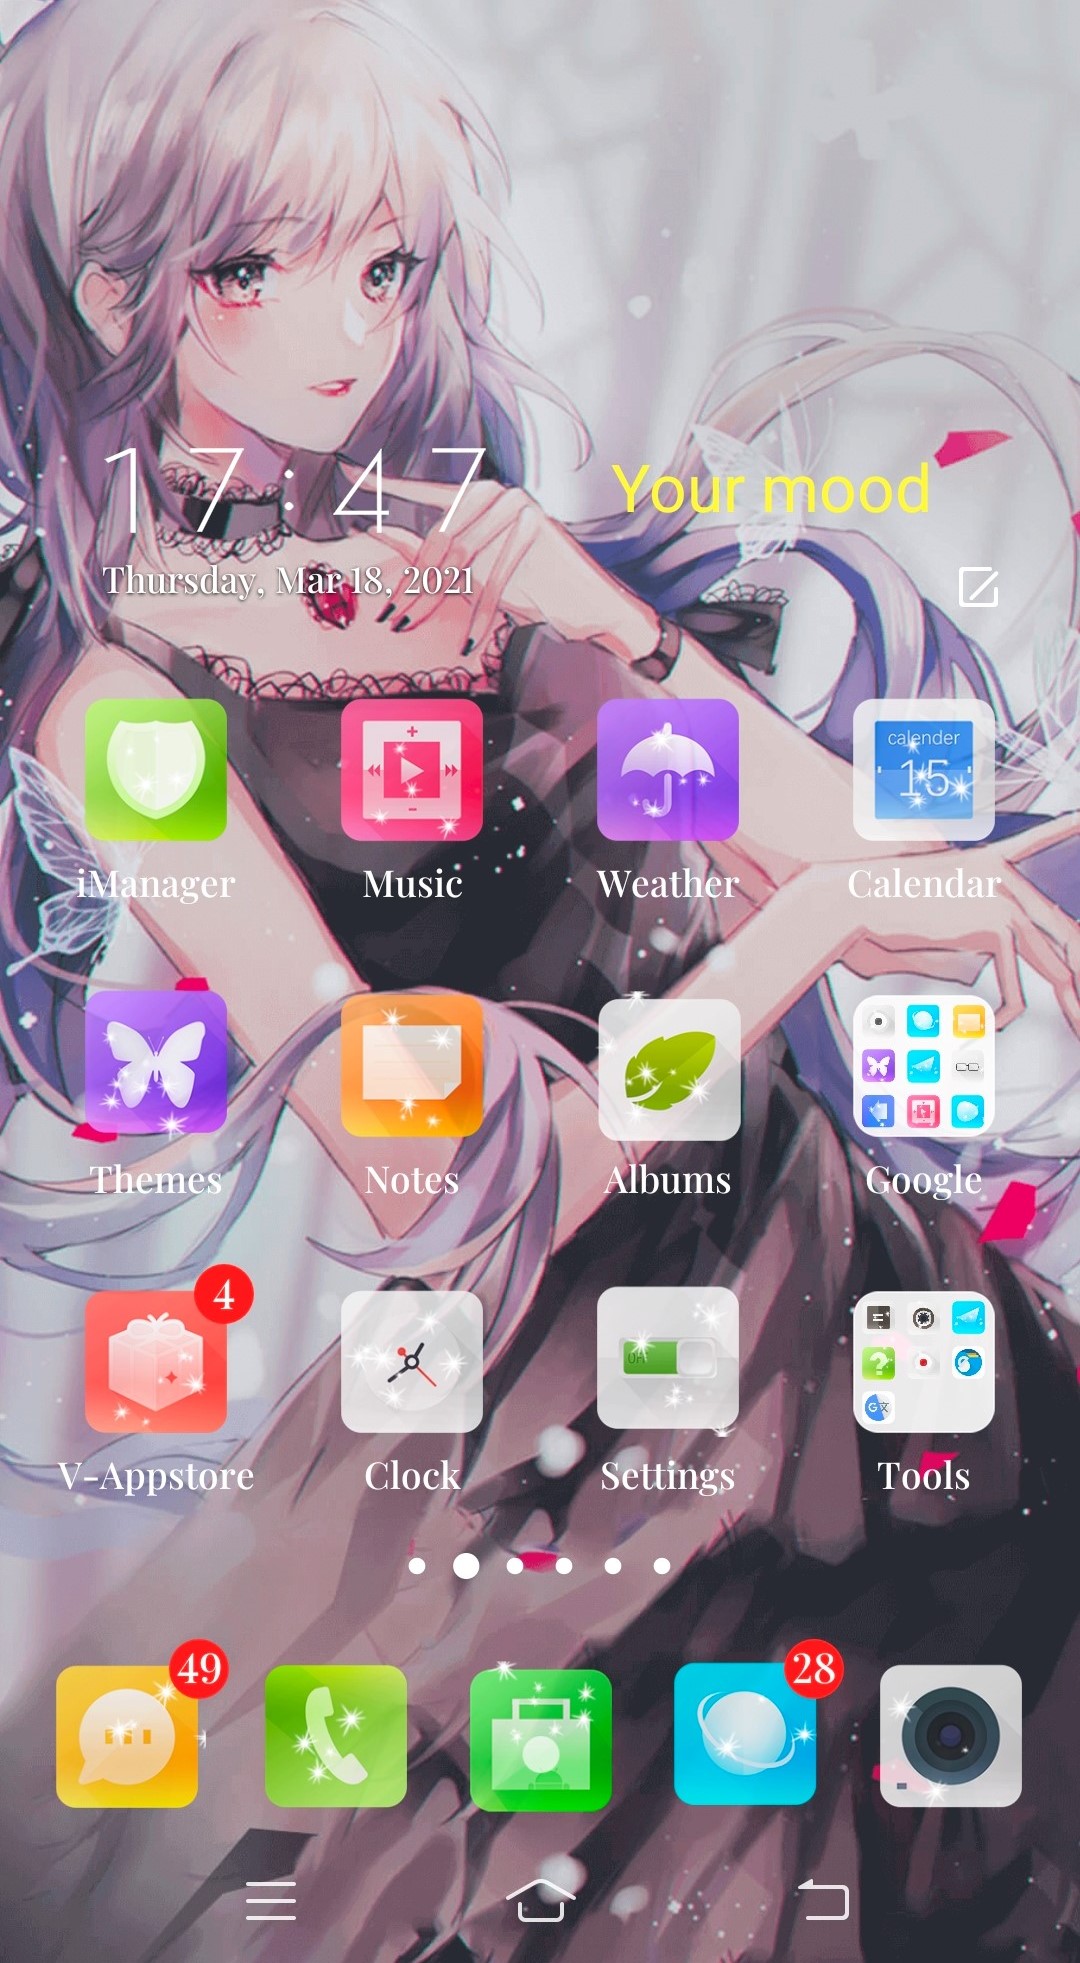 17:47
Your mood
Thursday, Mar 18, 2021
calender
15
iManager
Music
Weather
Calendar
Themes
Notes
Albums
Google
4
OFF
V-Appstore
Clock
Settings
Tools
49
28